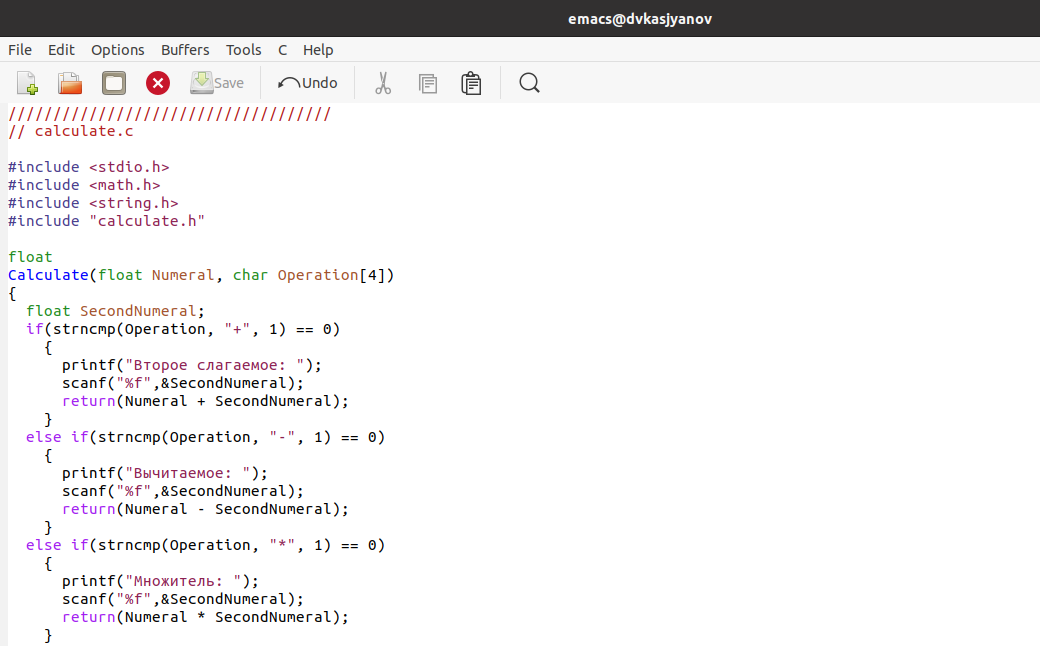 emacs@dvkasjyanov
File Edit Options Buffers Tools C Help
Save Undo
////////////////////////////////////
// calculate.c
#include <stdio.h>
#include <math.h>
#include <string.h>
#include "calculate.h"
float
Calculate(float Numeral, char Operation[4])
{
  float SecondNumeral;
  if(strncmp(Operation, "+", 1) == 0)
    {
      printf("Второе слагаемое: ");
      scanf("%f",&SecondNumeral);
      return(Numeral + SecondNumeral);
    }
  else if(strncmp(Operation, "-", 1) == 0)
    {
      printf("Вычитаемое: ");
      scanf("%f",&SecondNumeral);
      return(Numeral - SecondNumeral);
    }
  else if(strncmp(Operation, "*", 1) == 0)
    {
      printf("Множитель: ");
      scanf("%f",&SecondNumeral);
      return(Numeral * SecondNumeral);
    }